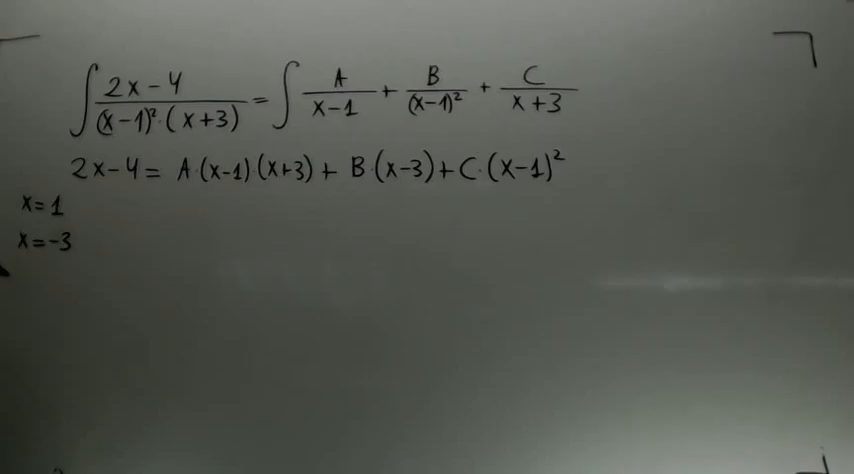 ∫ (2x-4)/((x-1)²·(x+3)) = ∫ A/(x-1) + B/(x-1)² + C/(x+3)
2x-4 = A·(x-1)·(x+3) + B·(x-3) + C·(x-1)²
x=1
x=-3